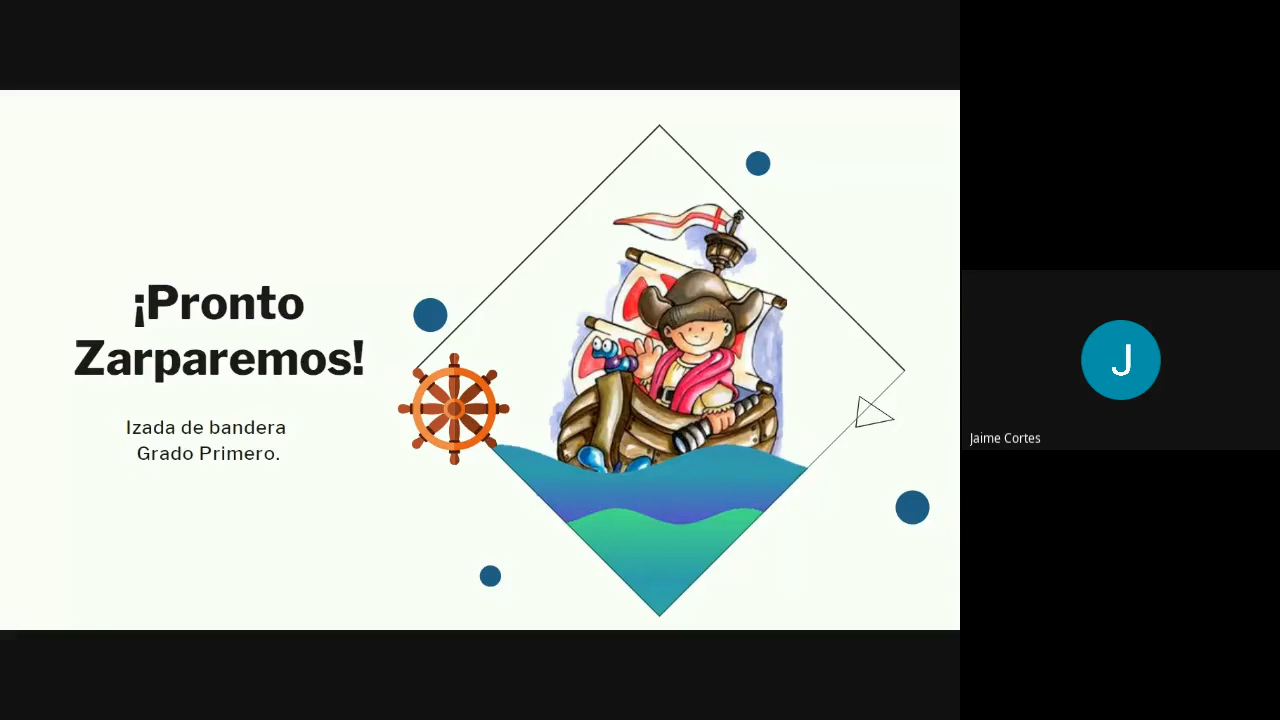 ¡Pronto
Zarparemos!
Izada de bandera
Grado Primero.
J
Jaime Cortes